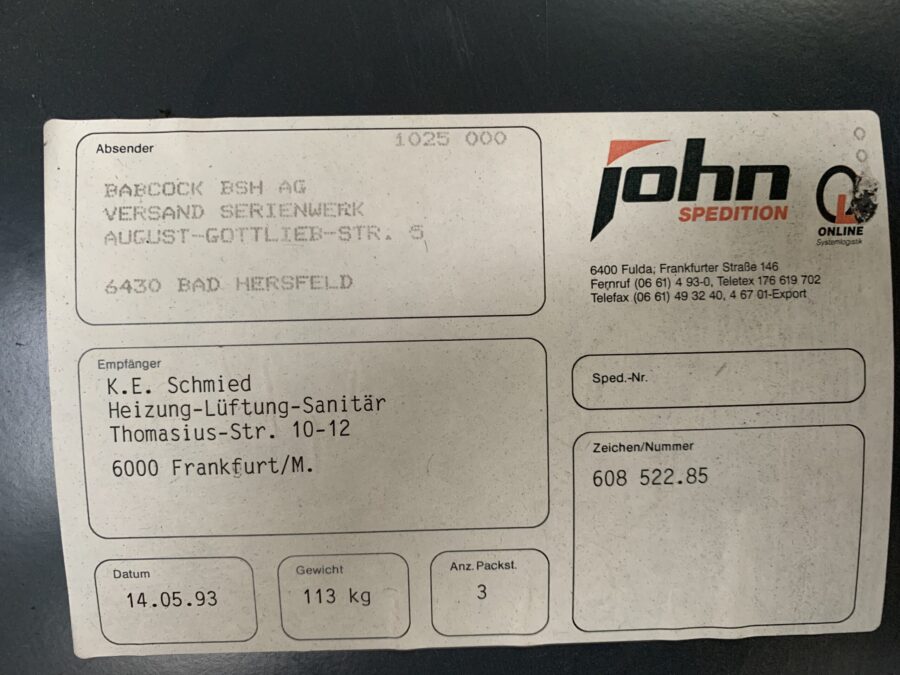 Absender
1025 000
BABCOCK BSH AG
VERSAND SERIENWERK
AUGUST-GOTTLIEB-STR. 5
6430 BAD HERSFELD
john
SPEDITION
ONLINE
Systemlogistik
6400 Fulda, Frankfurter Straße 146
Fernruf (06 61) 4 93-0, Teletex 176 619 702
Telefax (06 61) 49 32 40, 4 67 01-Export
Empfänger
K.E. Schmied
Heizung-Lüftung-Sanitär
Thomasius-Str. 10-12
6000 Frankfurt/M.
Sped.-Nr.
Zeichen/Nummer
608 522.85
Datum
14.05.93
Gewicht
113 kg
Anz. Packst.
3